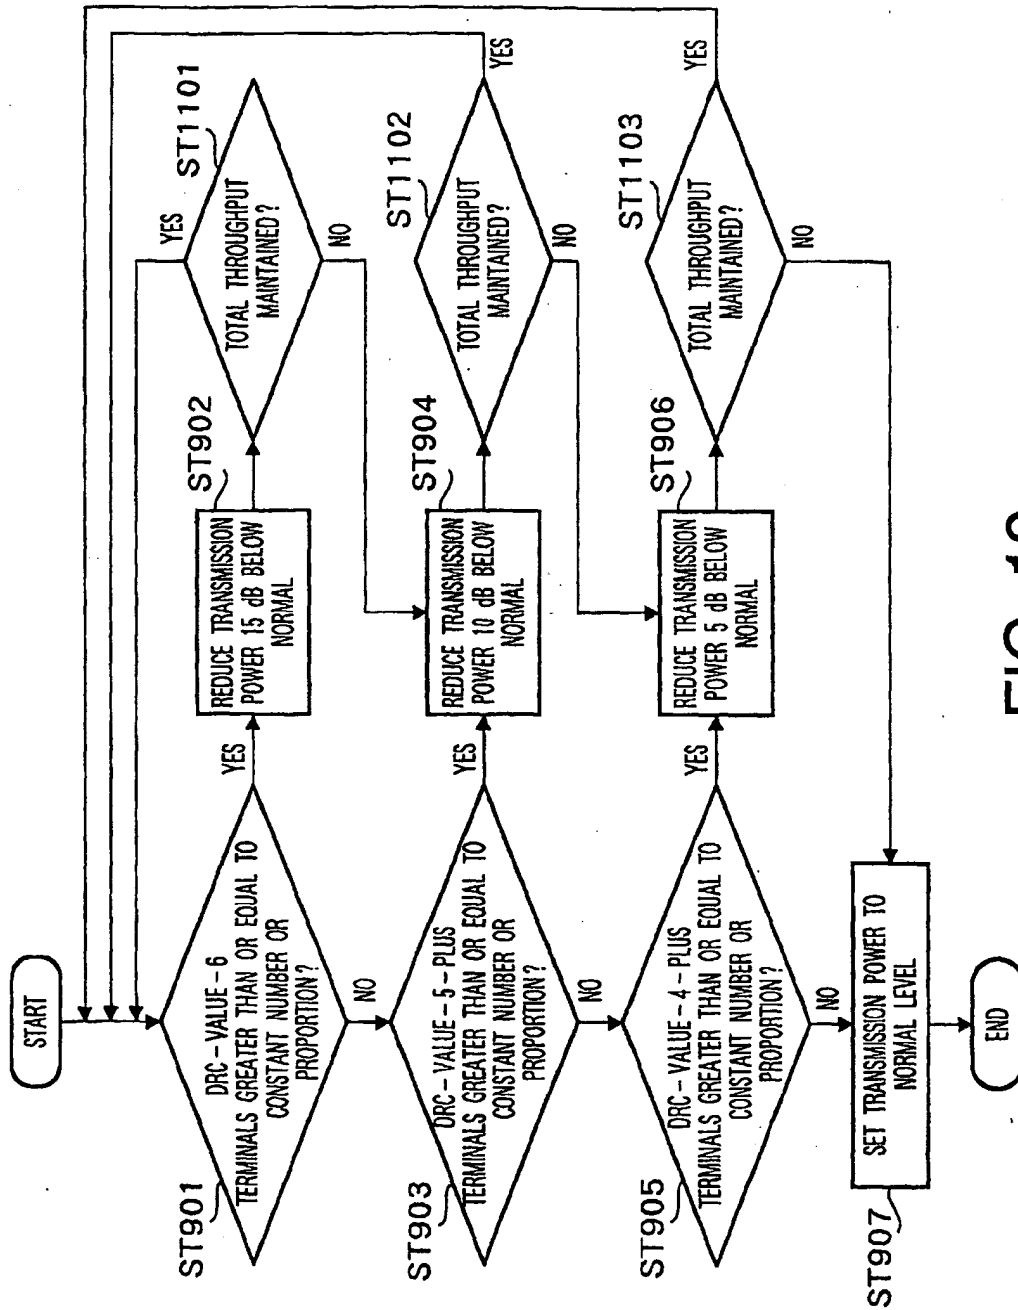 START
ST901
DRC-VALUE-6
TERMINALS GREATER THAN OR EQUAL TO
CONSTANT NUMBER OR
PROPORTION?
YES
NO
ST902
REDUCE TRANSMISSION
POWER 15 dB BELOW
NORMAL
ST1101
TOTAL THROUGHPUT
MAINTAINED?
YES
NO
ST903
DRC-VALUE-5-PLUS
TERMINALS GREATER THAN OR EQUAL TO
CONSTANT NUMBER OR
PROPORTION?
YES
NO
ST904
REDUCE TRANSMISSION
POWER 10 dB BELOW
NORMAL
ST1102
TOTAL THROUGHPUT
MAINTAINED?
YES
NO
ST905
DRC-VALUE-4-PLUS
TERMINALS GREATER THAN OR EQUAL TO
CONSTANT NUMBER OR
PROPORTION?
YES
NO
ST906
REDUCE TRANSMISSION
POWER 5 dB BELOW
NORMAL
ST1103
TOTAL THROUGHPUT
MAINTAINED?
YES
NO
ST907
SET TRANSMISSION POWER TO
NORMAL LEVEL
END
FIG.